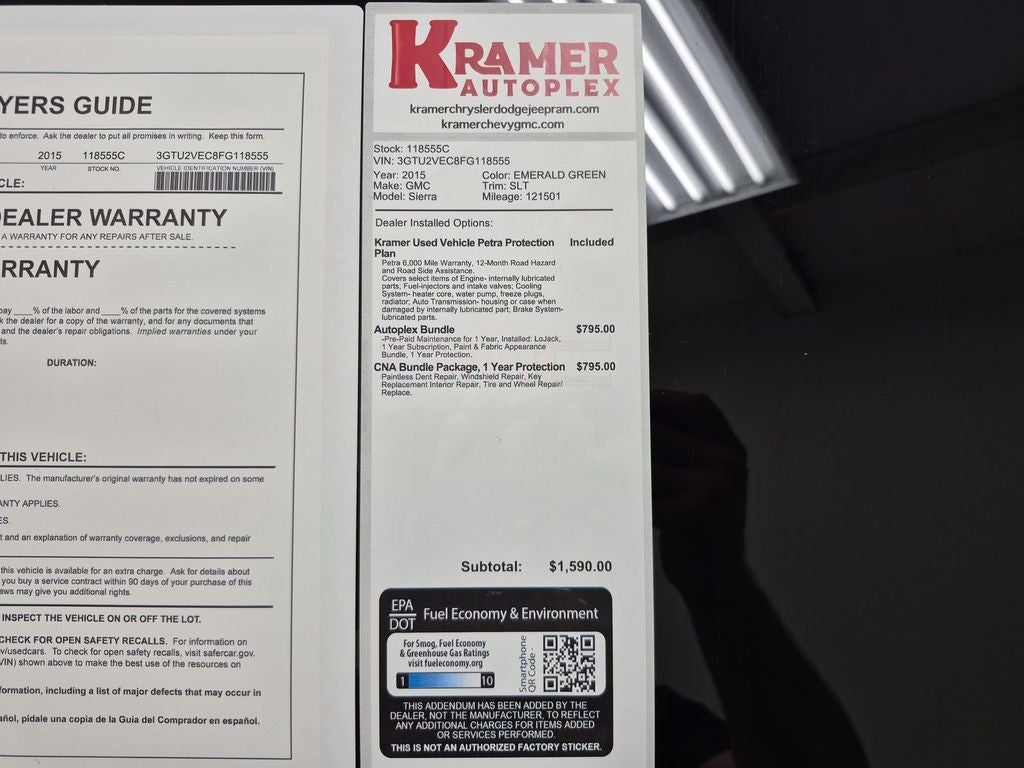 YERS GUIDE
to enforce. Ask the dealer to put all promises in writing. Keep this form.
2015 118555C 3GTU2VEC8FG118555
YEAR STOCK NO. VEHICLE IDENTIFICATION NUMBER (VIN)
CLE:
DEALER WARRANTY
A WARRANTY FOR ANY REPAIRS AFTER SALE.
RRANTY
pay ____% of the labor and ____% of the parts for the covered systems
k the dealer for a copy of the warranty, and for any documents that
and the dealer's repair obligations. Implied warranties under your
ts.
DURATION:
THIS VEHICLE:
LIES. The manufacturer's original warranty has not expired on some
ANTY APPLIES.
ES.
t and an explanation of warranty coverage, exclusions, and repair
this vehicle is available for an extra charge. Ask for details about
you buy a service contract within 90 days of your purchase of this
aws may give you additional rights.
INSPECT THE VEHICLE ON OR OFF THE LOT.
CHECK FOR OPEN SAFETY RECALLS. For information on
v/usedcars. To check for open safety recalls, visit safercar.gov.
VIN) shown above to make the best use of the resources on
formation, including a list of major defects that may occur in
añol, pídale una copia de la Guía del Comprador en español.
KRAMER
AUTOPLEX
kramerchryslerdodgejeepram.com
kramerchevygmc.com
Stock: 118555C
VIN: 3GTU2VEC8FG118555
Year: 2015 Color: EMERALD GREEN
Make: GMC Trim: SLT
Model: Sierra Mileage: 121501
Dealer Installed Options:
Kramer Used Vehicle Petra Protection Included
Plan
Petra 6,000 Mile Warranty, 12-Month Road Hazard
and Road Side Assistance.
Covers select items of Engine- internally lubricated
parts; Fuel-injectors and intake valves; Cooling
System- heater core, water pump, freeze plugs,
radiator; Auto Transmission- housing or case when
damaged by internally lubricated part; Brake System-
lubricated parts.
Autoplex Bundle $795.00
-Pre-Paid Maintenance for 1 Year, Installed: LoJack,
1 Year Subscription, Paint & Fabric Appearance
Bundle, 1 Year Protection.
CNA Bundle Package, 1 Year Protection $795.00
Paintless Dent Repair, Windshield Repair, Key
Replacement Interior Repair, Tire and Wheel Repair/
Replace.
Subtotal: $1,590.00
EPA
DOT Fuel Economy & Environment
For Smog, Fuel Economy
& Greenhouse Gas Ratings
visit fueleconomy.org
1 10
Smartphone
QR Code -
THIS ADDENDUM HAS BEEN ADDED BY THE
DEALER, NOT THE MANUFACTURER, TO REFLECT
ANY ADDITIONAL CHARGES FOR ITEMS ADDED
OR SERVICES PERFORMED.
THIS IS NOT AN AUTHORIZED FACTORY STICKER.